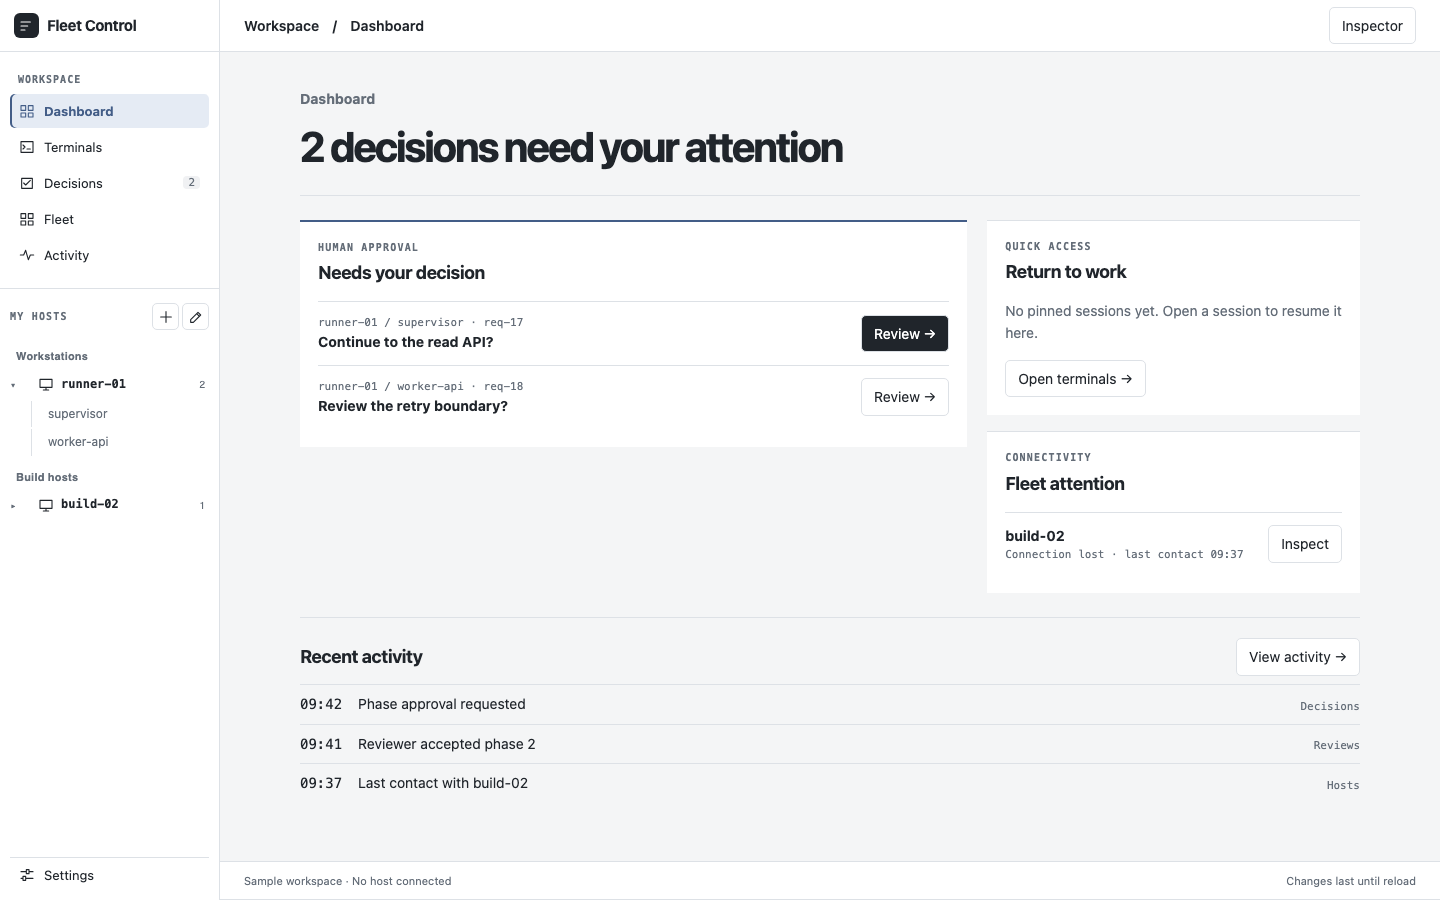 Fleet Control
Workspace / Dashboard
Inspector
WORKSPACE
Dashboard
Terminals
Decisions 2
Fleet
Activity
MY HOSTS
Workstations
runner-01 2
supervisor
worker-api
Build hosts
build-02 1
Settings
Dashboard
2 decisions need your attention
HUMAN APPROVAL
Needs your decision
runner-01 / supervisor · req-17
Continue to the read API?
Review →
runner-01 / worker-api · req-18
Review the retry boundary?
Review →
QUICK ACCESS
Return to work
No pinned sessions yet. Open a session to resume it
here.
Open terminals →
CONNECTIVITY
Fleet attention
build-02
Connection lost · last contact 09:37
Inspect
Recent activity
View activity →
09:42 Phase approval requested Decisions
09:41 Reviewer accepted phase 2 Reviews
09:37 Last contact with build-02 Hosts
Sample workspace · No host connected
Changes last until reload